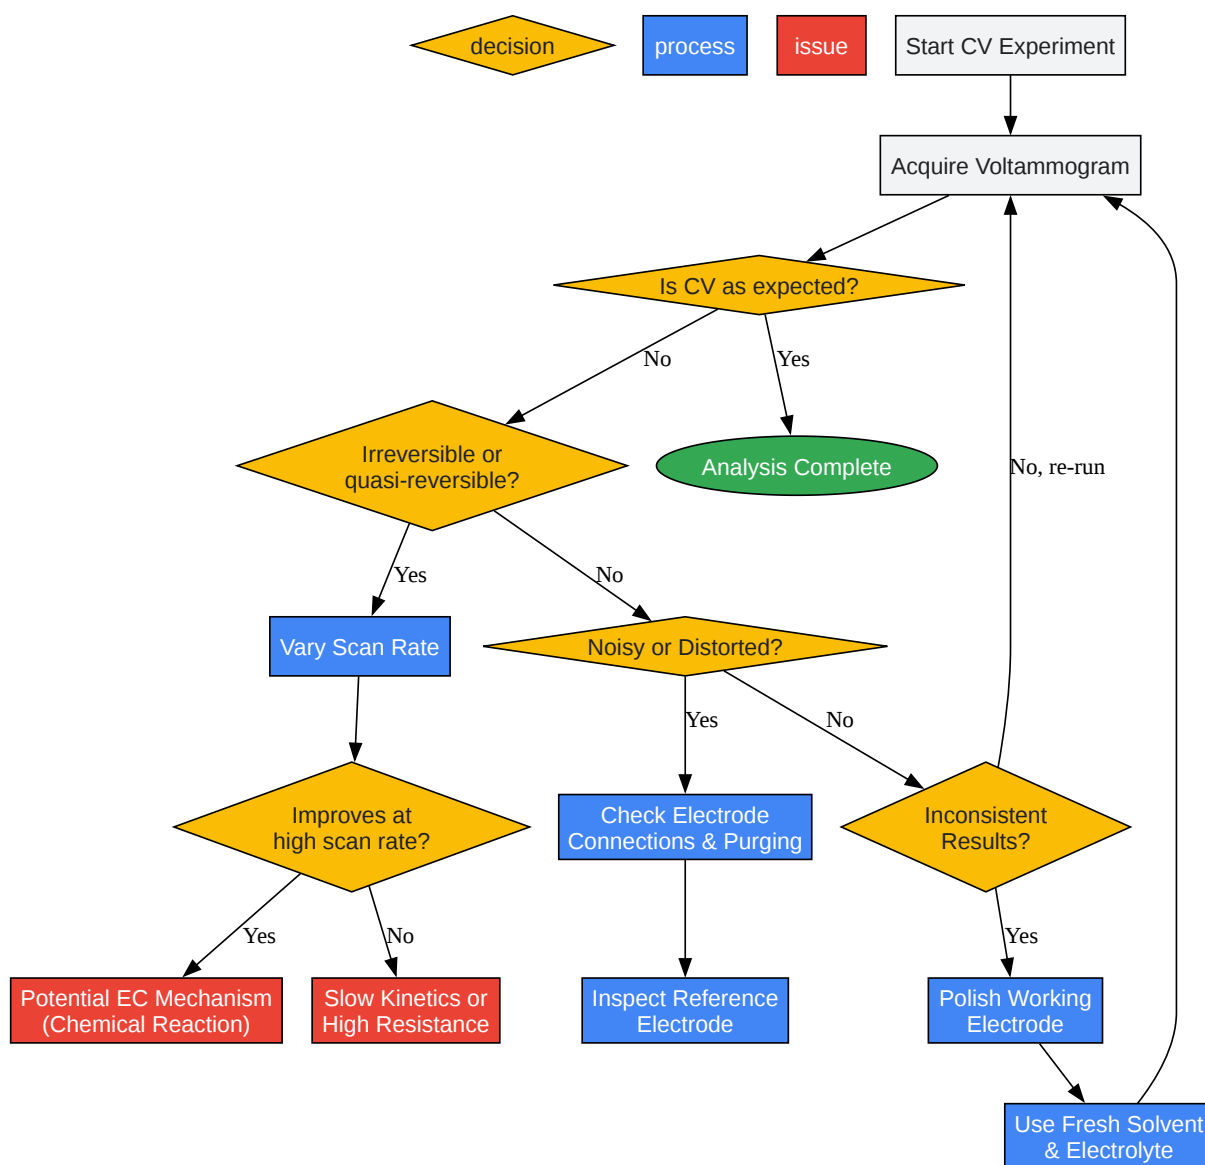 decision
process
issue
Start CV Experiment
Acquire Voltammogram
Is CV as expected?
No
Yes
Irreversible or
quasi-reversible?
Analysis Complete
No, re-run
Yes
No
Vary Scan Rate
Noisy or Distorted?
Yes
No
Improves at
high scan rate?
Check Electrode
Connections & Purging
Inconsistent
Results?
Yes
No
Yes
Potential EC Mechanism
(Chemical Reaction)
Slow Kinetics or
High Resistance
Inspect Reference
Electrode
Polish Working
Electrode
Use Fresh Solvent
& Electrolyte